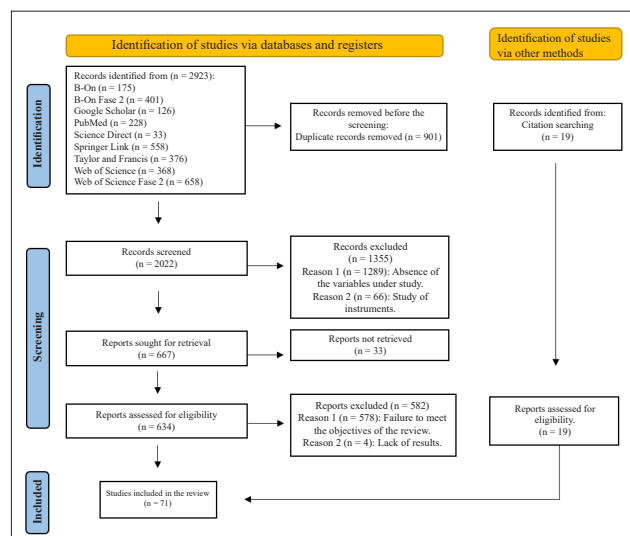 Identification of studies via databases and registers
Identification of studies
via other methods
Identification
Records identified from (n = 2923):
B-On (n = 175)
B-On Fase 2 (n = 401)
Google Scholar (n = 126)
PubMed (n = 228)
Science Direct (n = 33)
Springer Link (n = 558)
Taylor and Francis (n = 376)
Web of Science (n = 368)
Web of Science Fase 2 (n = 658)
Records removed before the
screening:
Duplicate records removed (n = 901)
Records identified from:
Citation searching
(n = 19)
Screening
Records screened
(n = 2022)
Records excluded
(n = 1355)
Reason 1 (n = 1289): Absence of
the variables under study.
Reason 2 (n = 66): Study of
instruments.
Reports sought for retrieval
(n = 667)
Reports not retrieved
(n = 33)
Reports assessed for eligibility
(n = 634)
Reports excluded (n = 582)
Reason 1 (n = 578): Failure to meet
the objectives of the review.
Reason 2 (n = 4): Lack of results.
Reports assessed for
eligibility.
(n = 19)
Included
Studies included in the review
(n = 71)